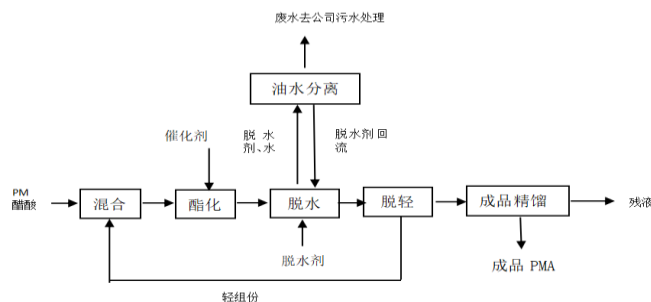 废水去公司污水处理
油水分离
催化剂
脱 水
剂、水
脱水剂回
流
PM
醋酸
混合
酯化
脱水
脱轻
成品精馏
残液
脱水剂
成品 PMA
轻组份